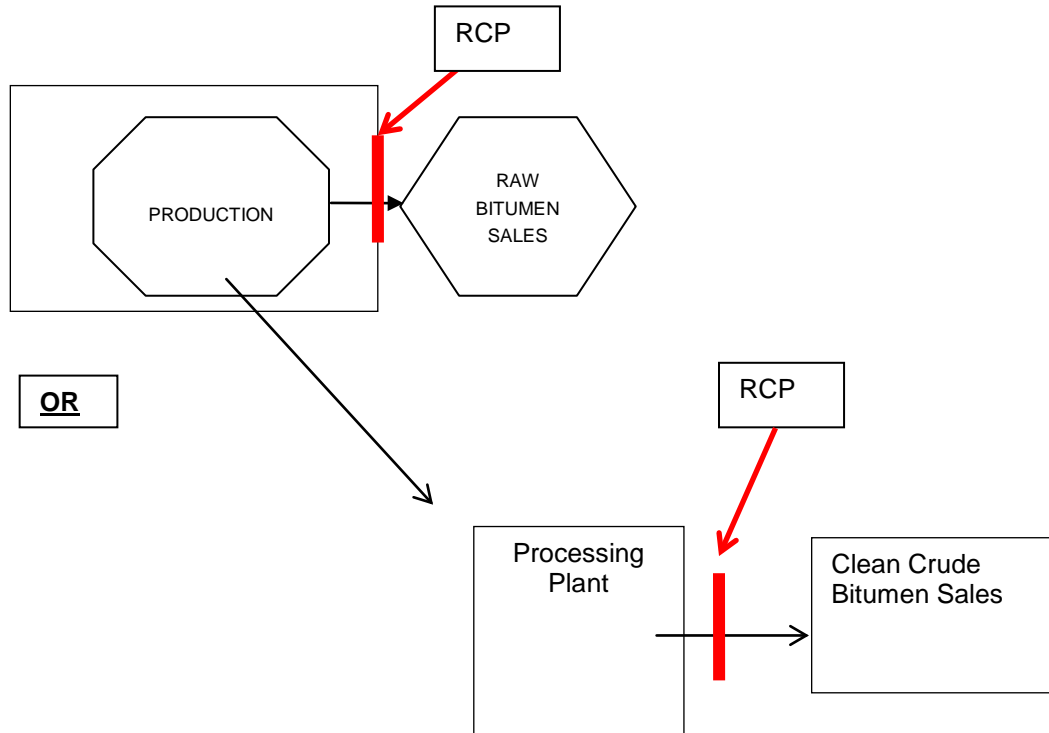 RCP
PRODUCTION
RAW
BITUMEN
SALES
OR
RCP
Processing
Plant
Clean Crude
Bitumen Sales